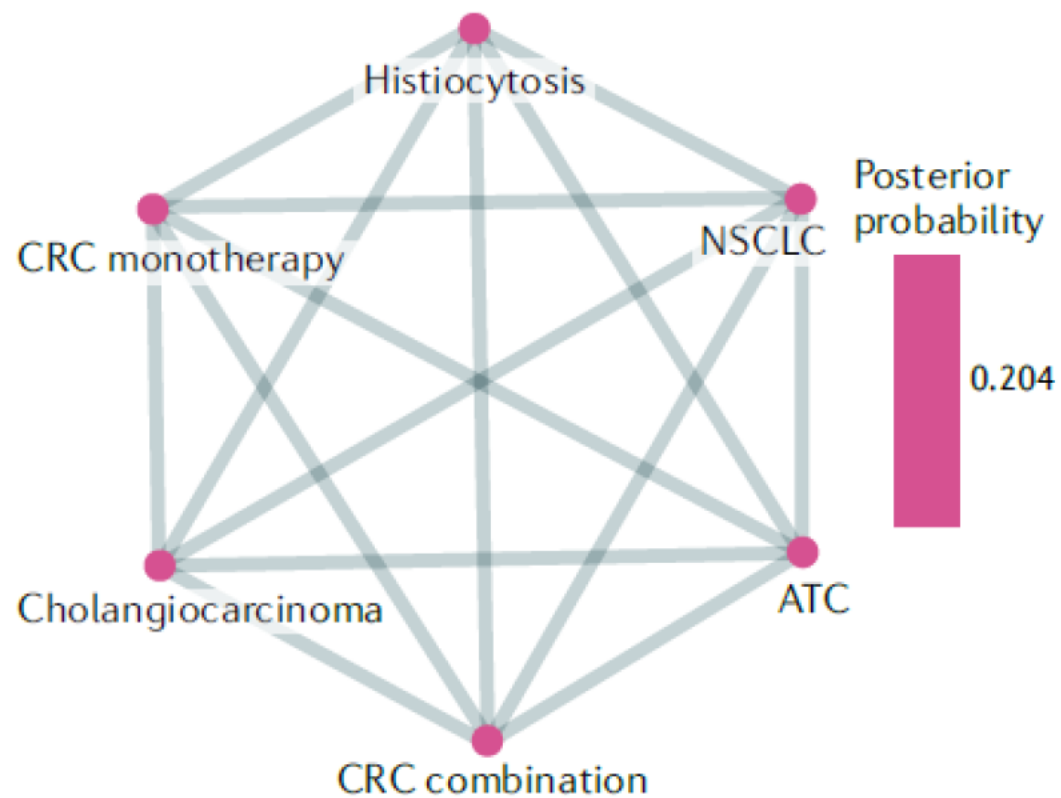 Histiocytosis
Posterior
probability
NSCLC
CRC monotherapy
0.204
ATC
Cholangiocarcinoma
CRC combination